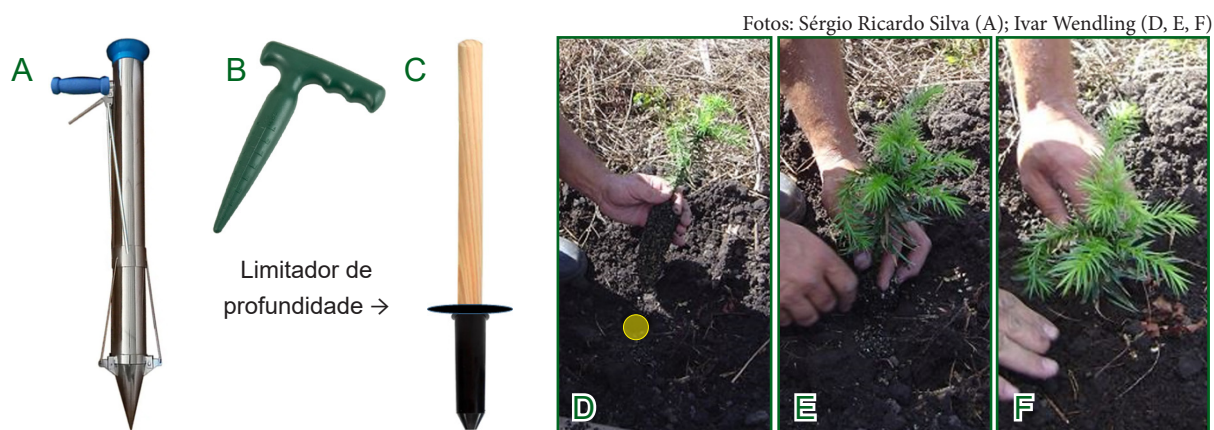 Fotos: Sérgio Ricardo Silva (A); Ivar Wendling (D, E, F)
A
B
C
Limitador de
profundidade →
D
E
F